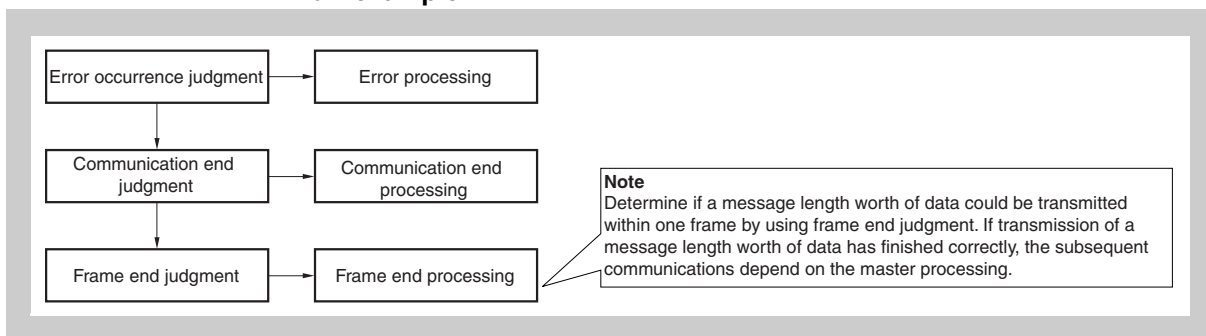 Error occurrence judgment
Error processing
Communication end
judgment
Communication end
processing
Frame end judgment
Frame end processing
Note
Determine if a message length worth of data could be transmitted
within one frame by using frame end judgment. If transmission of a
message length worth of data has finished correctly, the subsequent
communications depend on the master processing.